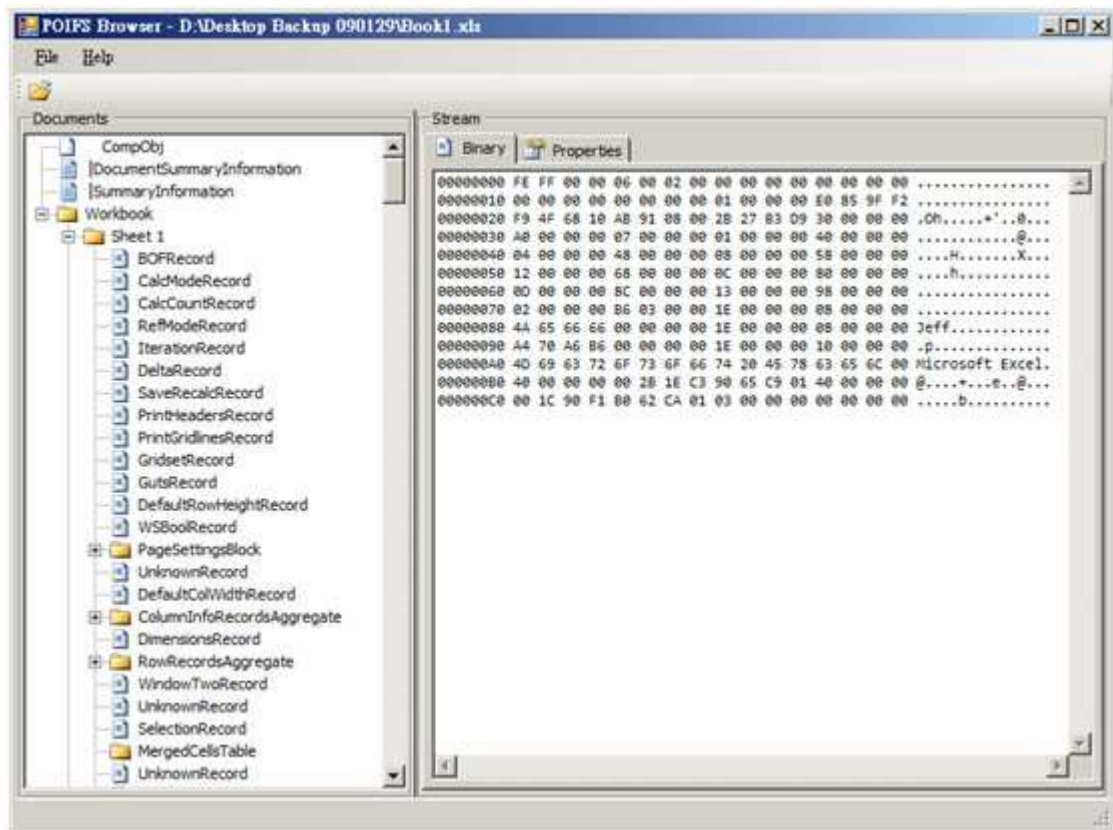 POIFS Browser - D:\Desktop Backup 090129\Book1.xls
File Help
Documents
CompObj
|DocumentSummaryInformation
|SummaryInformation
Workbook
Sheet 1
BOFRecord
CalcModeRecord
CalcCountRecord
RefModeRecord
IterationRecord
DeltaRecord
SaveRecalcRecord
PrintHeadersRecord
PrintGridlinesRecord
GridsetRecord
GutsRecord
DefaultRowHeightRecord
WSBoolRecord
PageSettingsBlock
UnknownRecord
DefaultColWidthRecord
ColumnInfoRecordsAggregate
DimensionsRecord
RowRecordsAggregate
WindowTwoRecord
UnknownRecord
SelectionRecord
MergedCellsTable
UnknownRecord
Stream
Binary Properties
00000000 FE FF 00 00 06 00 02 00 00 00 00 00 00 00 00 00 ................
00000010 00 00 00 00 00 00 00 00 01 00 00 00 E0 85 9F F2 ................
00000020 F9 4F 68 10 AB 91 08 00 2B 27 B3 D9 30 00 00 00 .Oh.....+'..0...
00000030 A0 00 00 00 07 00 00 00 01 00 00 00 40 00 00 00 ............@...
00000040 04 00 00 00 48 00 00 00 08 00 00 00 58 00 00 00 ....H.......X...
00000050 12 00 00 00 68 00 00 00 0C 00 00 00 80 00 00 00 ....h...........
00000060 0D 00 00 00 8C 00 00 00 13 00 00 00 98 00 00 00 ................
00000070 02 00 00 00 B6 03 00 00 1E 00 00 00 08 00 00 00 ................
00000080 4A 65 66 66 00 00 00 00 1E 00 00 00 08 00 00 00 Jeff............
00000090 A4 70 A6 B6 00 00 00 00 1E 00 00 00 10 00 00 00 .p..............
000000A0 4D 69 63 72 6F 73 6F 66 74 20 45 78 63 65 6C 00 Microsoft Excel.
000000B0 40 00 00 00 00 2B 1E C3 90 65 C9 01 40 00 00 00 @....+...e..@...
000000C0 00 1C 90 F1 B0 62 CA 01 03 00 00 00 00 00 00 00 .....b..........